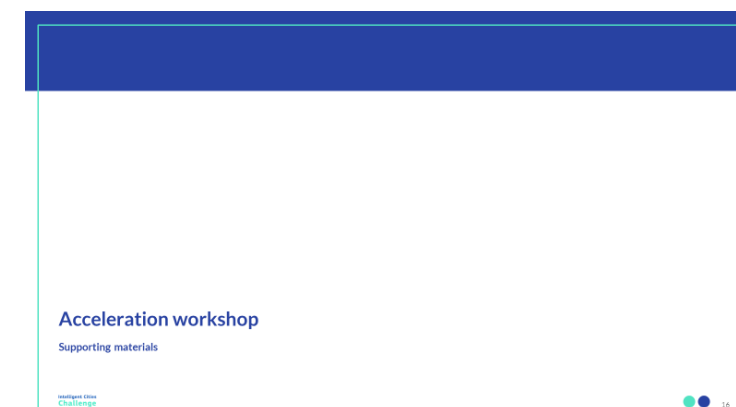 Acceleration workshop
Supporting materials
Intelligent Cities
Challenge
16